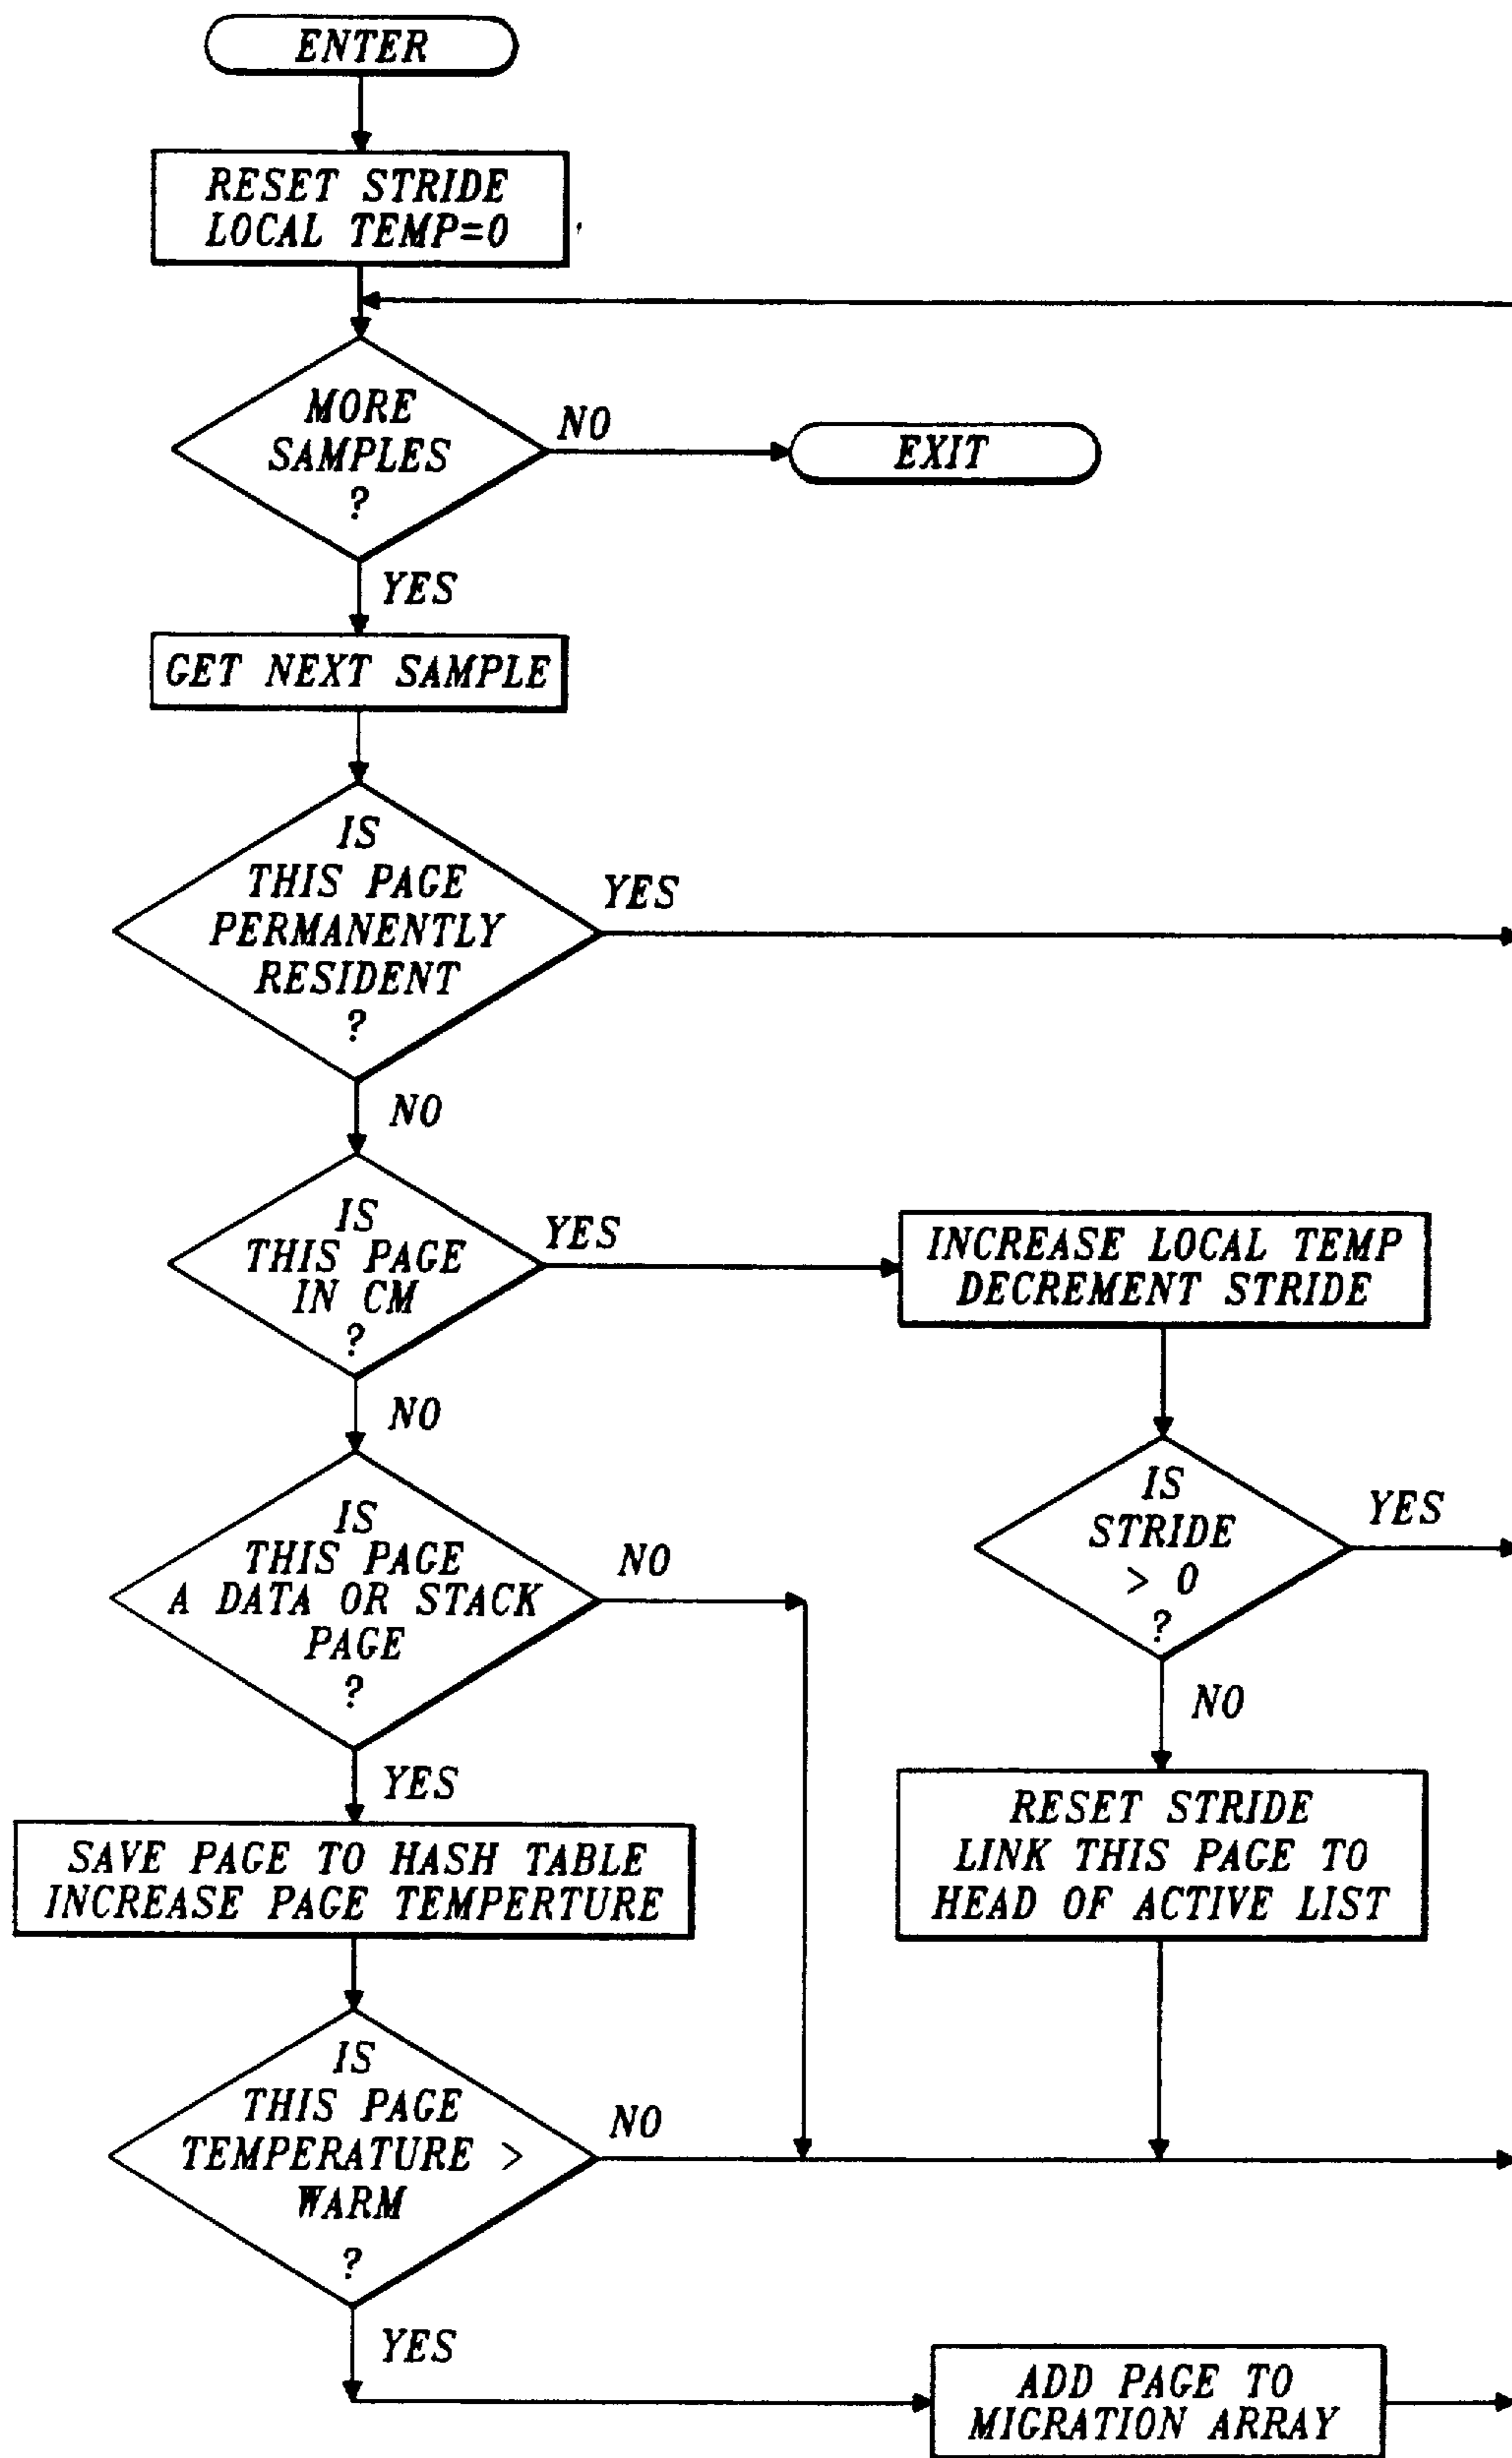 ENTER
RESET STRIDE
LOCAL TEMP=0
MORE
SAMPLES
?
NO
EXIT
YES
GET NEXT SAMPLE
IS
THIS PAGE
PERMANENTLY
RESIDENT
?
YES
NO
IS
THIS PAGE
IN CM
?
YES
INCREASE LOCAL TEMP
DECREMENT STRIDE
NO
IS
STRIDE
> 0
?
YES
NO
RESET STRIDE
LINK THIS PAGE TO
HEAD OF ACTIVE LIST
IS
THIS PAGE
A DATA OR STACK
PAGE
?
NO
YES
SAVE PAGE TO HASH TABLE
INCREASE PAGE TEMPERTURE
IS
THIS PAGE
TEMPERATURE >
WARM
?
NO
YES
ADD PAGE TO
MIGRATION ARRAY